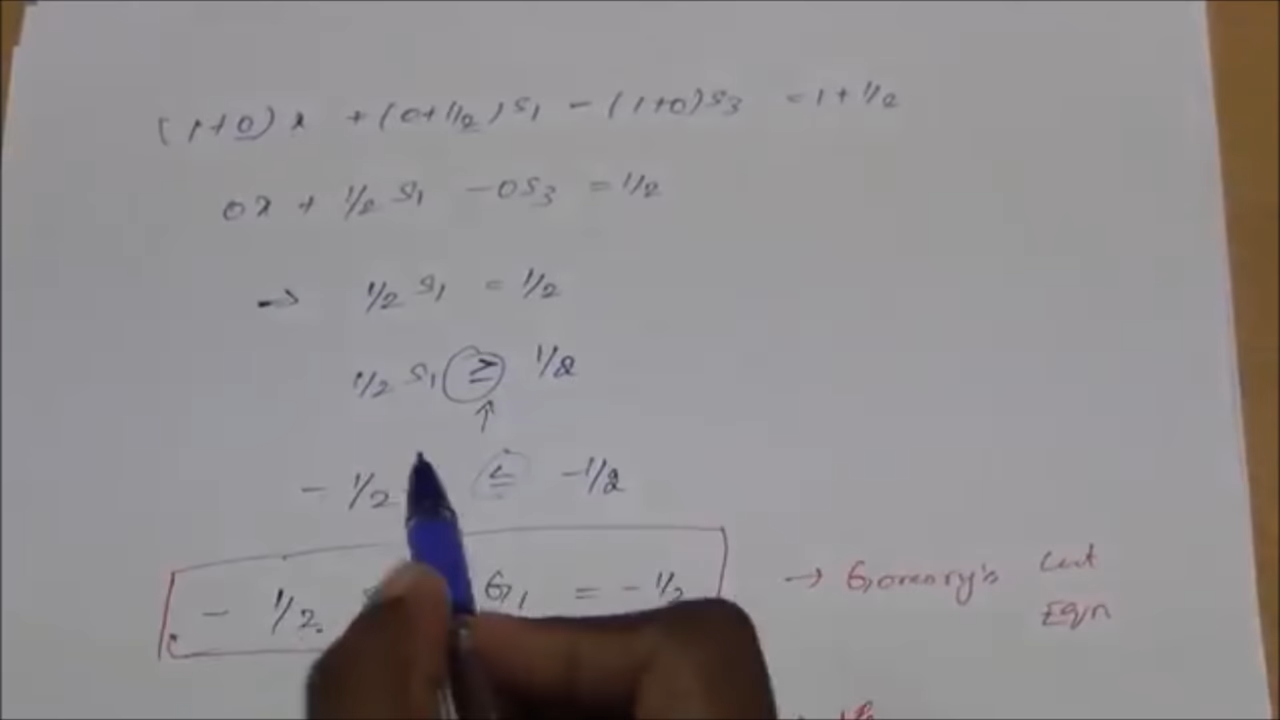 (1+0)x + (0+1/2)S1 - (1+0)S3 = 1+1/2
0x + 1/2 S1 - 0S3 = 1/2
→ 1/2 S1 = 1/2
1/2 S1 ≥ 1/2
↑
- 1/2 ≤ -1/2
- 1/2 G1 = - 1/2 → Gomory's Cut Eqn